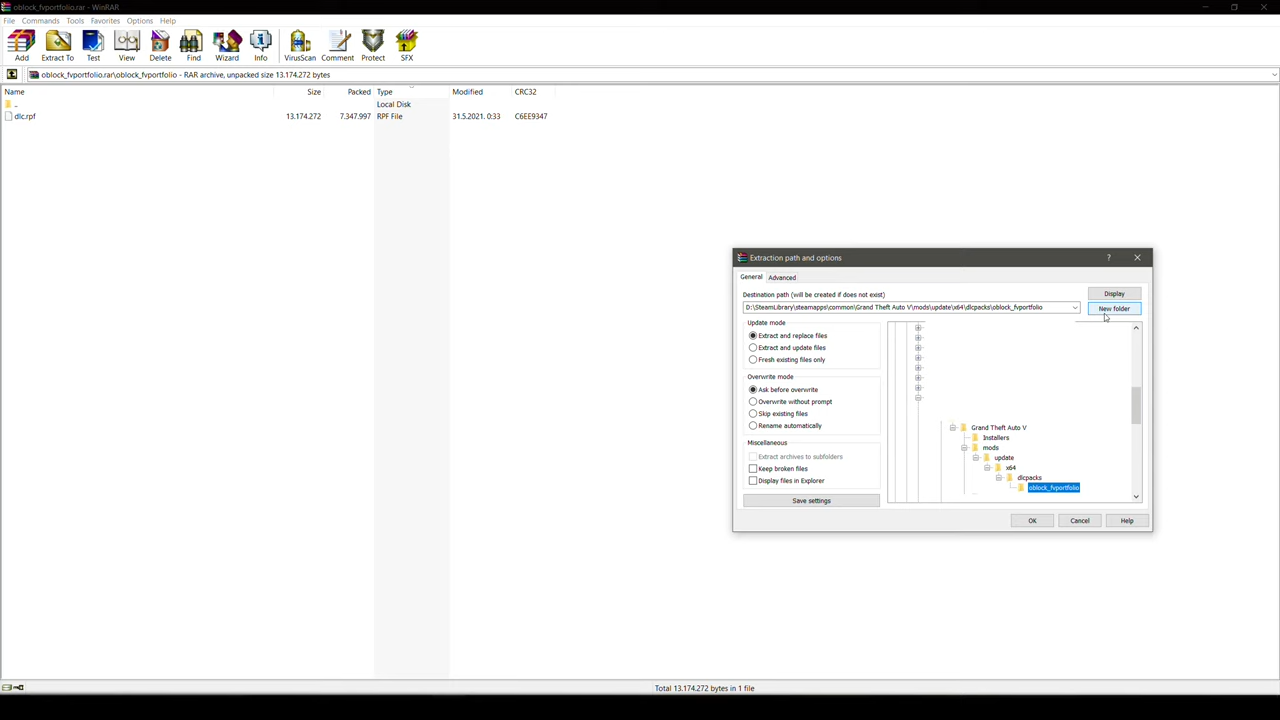 oblock_fvportfolio.rar - WinRAR
File Commands Tools Favorites Options Help
Add Extract To Test View Delete Find Wizard Info VirusScan Comment Protect SFX
oblock_fvportfolio.rar\oblock_fvportfolio - RAR archive, unpacked size 13.174.272 bytes
Name Size Packed Type Modified CRC32
.. Local Disk
dlc.rpf 13.174.272 7.347.997 RPF File 31.5.2021. 0:33 C6EE9347
Extraction path and options ?
General Advanced
Destination path (will be created if does not exist) Display
D:\SteamLibrary\steamapps\common\Grand Theft Auto V\mods\update\x64\dlcpacks\oblock_fvportfolio New folder
Update mode
Extract and replace files
Extract and update files
Fresh existing files only
Overwrite mode
Ask before overwrite
Overwrite without prompt
Skip existing files
Rename automatically
Miscellaneous
Extract archives to subfolders
Keep broken files
Display files in Explorer
Save settings
Grand Theft Auto V
Installers
mods
update
x64
dlcpacks
oblock_fvportfolio
OK Cancel Help
Total 13.174.272 bytes in 1 file